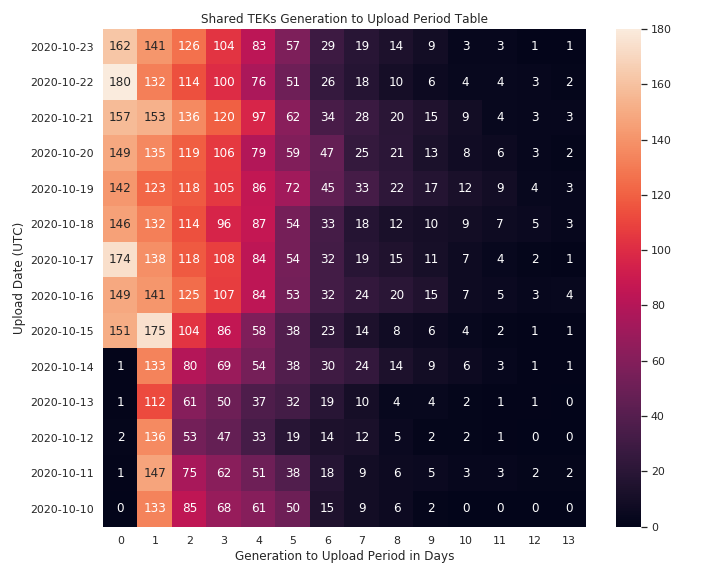 Shared TEKs Generation to Upload Period Table
Upload Date (UTC)
2020-10-23 162 141 126 104 83 57 29 19 14 9 3 3 1 1
2020-10-22 180 132 114 100 76 51 26 18 10 6 4 4 3 2
2020-10-21 157 153 136 120 97 62 34 28 20 15 9 4 3 3
2020-10-20 149 135 119 106 79 59 47 25 21 13 8 6 3 2
2020-10-19 142 123 118 105 86 72 45 33 22 17 12 9 4 3
2020-10-18 146 132 114 96 87 54 33 18 12 10 9 7 5 3
2020-10-17 174 138 118 108 84 54 32 19 15 11 7 4 2 1
2020-10-16 149 141 125 107 84 53 32 24 20 15 7 5 3 4
2020-10-15 151 175 104 86 58 38 23 14 8 6 4 2 1 1
2020-10-14 1 133 80 69 54 38 30 24 14 9 6 3 1 1
2020-10-13 1 112 61 50 37 32 19 10 4 4 2 1 1 0
2020-10-12 2 136 53 47 33 19 14 12 5 2 2 1 0 0
2020-10-11 1 147 75 62 51 38 18 9 6 5 3 3 2 2
2020-10-10 0 133 85 68 61 50 15 9 6 2 0 0 0 0
0 1 2 3 4 5 6 7 8 9 10 11 12 13
Generation to Upload Period in Days
180
160
140
120
100
80
60
40
20
0